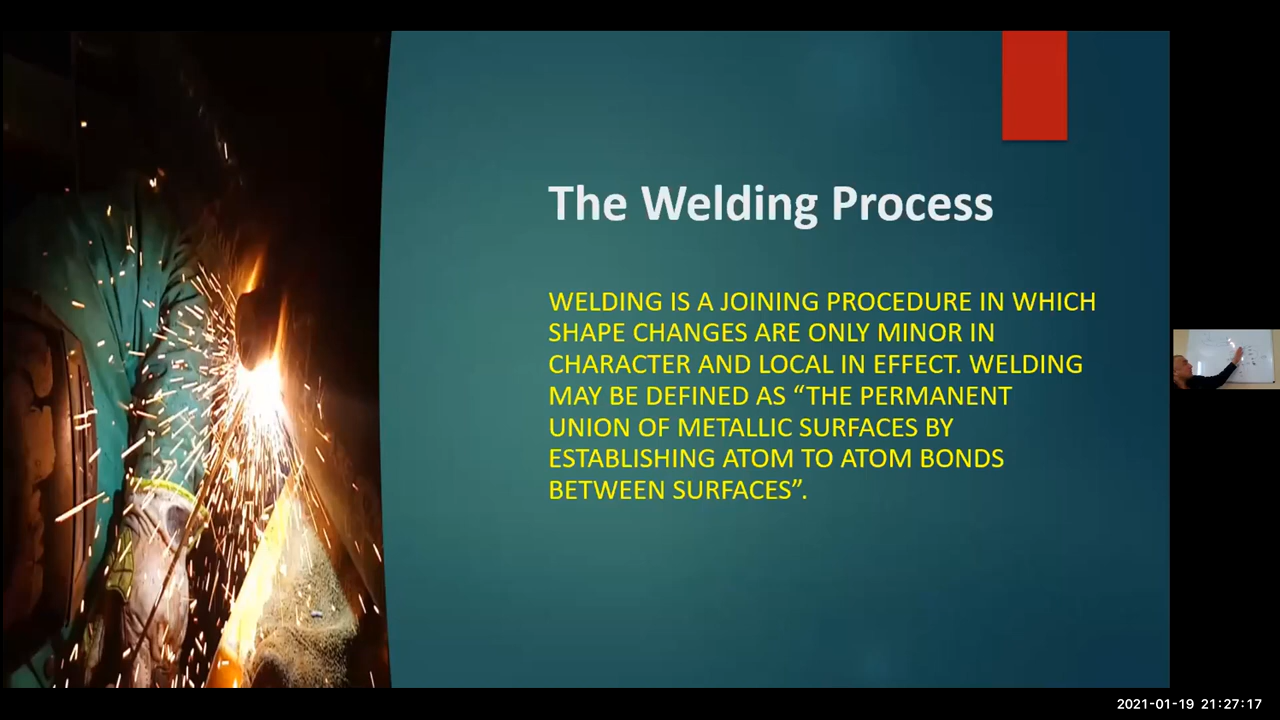 The Welding Process
WELDING IS A JOINING PROCEDURE IN WHICH
SHAPE CHANGES ARE ONLY MINOR IN
CHARACTER AND LOCAL IN EFFECT. WELDING
MAY BE DEFINED AS “THE PERMANENT
UNION OF METALLIC SURFACES BY
ESTABLISHING ATOM TO ATOM BONDS
BETWEEN SURFACES”.
2021-01-19 21:27:17